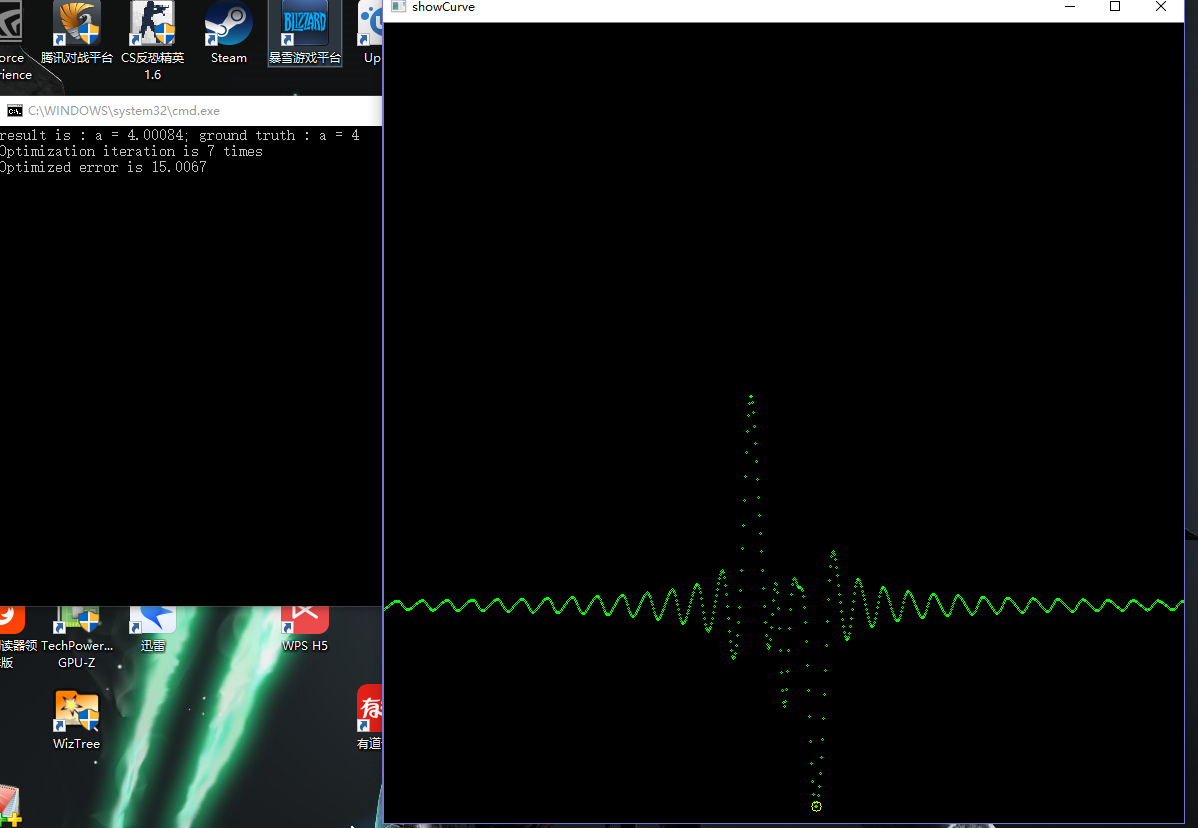 orce
rience
腾讯对战平台
CS反恐精英
1.6
Steam
BLIZZARD
暴雪游戏平台
Up
showCurve
C:\WINDOWS\system32\cmd.exe
result is : a = 4.00084; ground truth : a = 4
Optimization iteration is 7 times
Optimized error is 15.0067
读器领
版
TechPower...
GPU-Z
迅雷
WPS H5
WizTree
有
有道